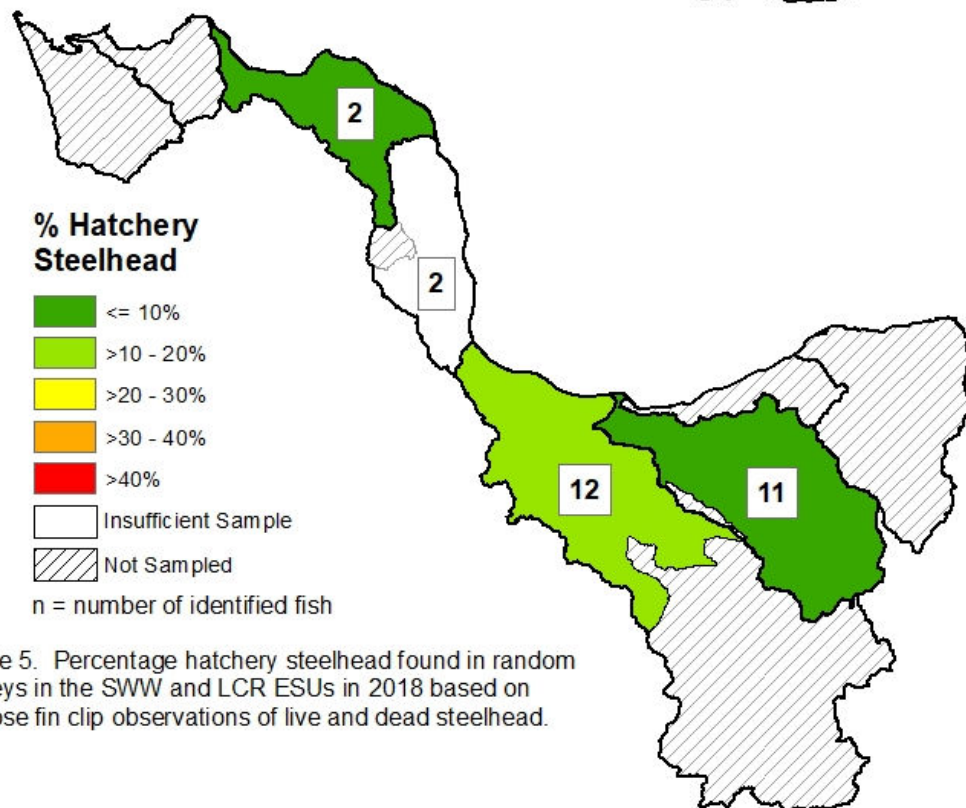 2
% Hatchery
Steelhead
2
<= 10%
>10 - 20%
>20 - 30%
>30 - 40%
>40%
12
11
Insufficient Sample
Not Sampled
n = number of identified fish
e 5. Percentage hatchery steelhead found in random
eys in the SWW and LCR ESUs in 2018 based on
ose fin clip observations of live and dead steelhead.